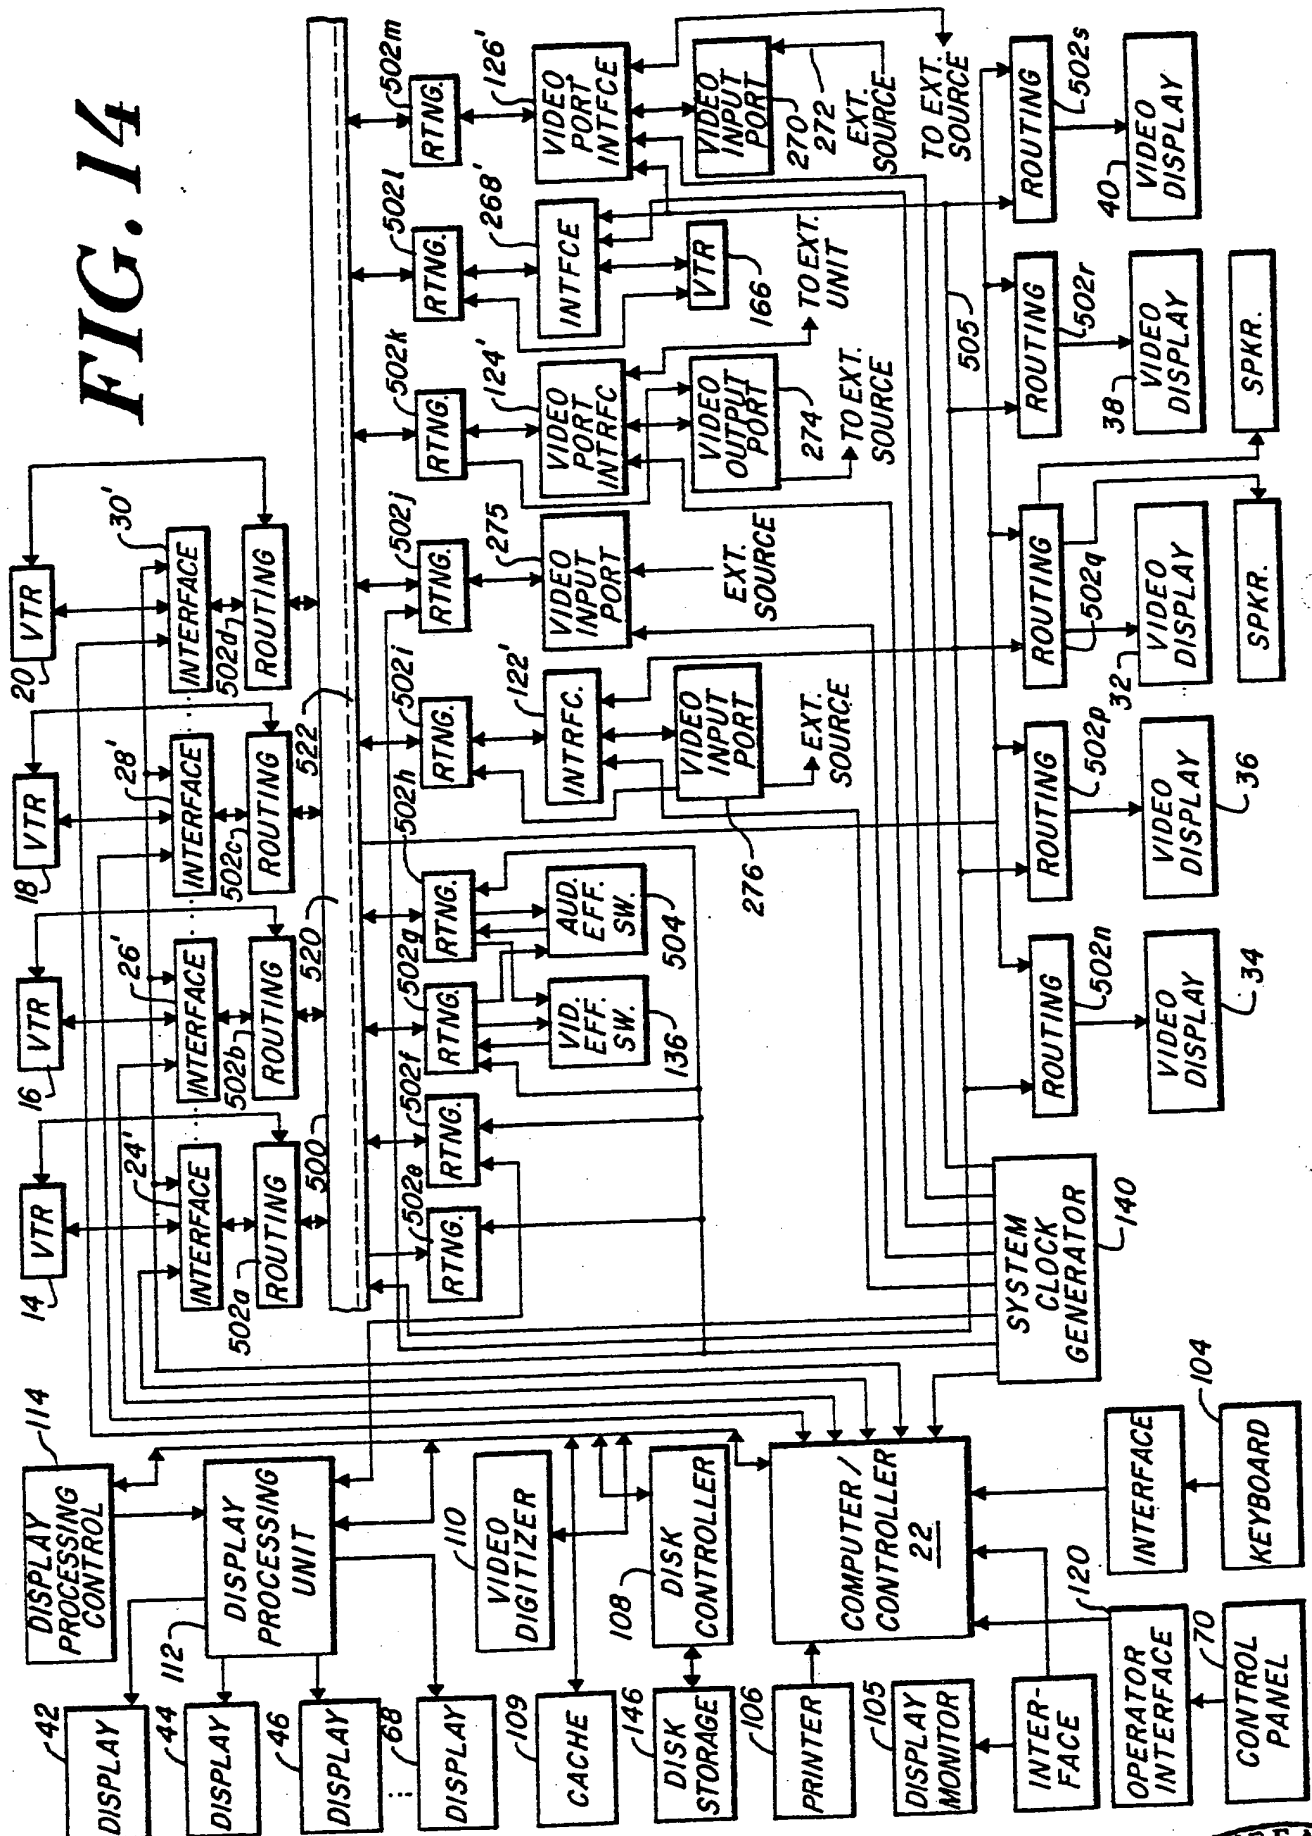 FIG. 14
DISPLAY
42
DISPLAY
44
DISPLAY
46
DISPLAY
68
CACHE
109
DISK
STORAGE
146
PRINTER
106
DISPLAY
MONITOR
105
INTER-
FACE
OPERATOR
INTERFACE
120
CONTROL
PANEL
70
DISPLAY
PROCESSING
CONTROL
114
DISPLAY
PROCESSING
UNIT
112
VIDEO
DIGITIZER
110
DISK
CONTROLLER
108
COMPUTER/
CONTROLLER
22
INTERFACE
KEYBOARD
104
SYSTEM
CLOCK
GENERATOR
140
VTR
14
VTR
16
VTR
18
VTR
20
INTERFACE
24'
INTERFACE
26'
INTERFACE
28'
INTERFACE
30'
ROUTING
502a
ROUTING
502b
ROUTING
502c
ROUTING
502d
500
520
522
RTNG.
502e
RTNG.
502f
RTNG.
502g
RTNG.
502h
RTNG.
502i
RTNG.
502j
RTNG.
502k
RTNG.
502l
RTNG.
502m
VID.
EFF.
SW.
136
AUD.
EFF.
SW.
504
INTRFC.
122'
VIDEO
INPUT
PORT
276
EXT.
SOURCE
VIDEO
INPUT
PORT
275
EXT.
SOURCE
VIDEO
PORT
INTRFC
124'
VIDEO
OUTPUT
PORT
274
TO EXT.
SOURCE
TO EXT.
UNIT
INTFCE
268'
VTR
166
VIDEO
PORT
INTFCE
126'
VIDEO
INPUT
PORT
270
272
EXT.
SOURCE
TO EXT.
SOURCE
505
ROUTING
502n
ROUTING
502p
ROUTING
502q
ROUTING
502r
ROUTING
502s
VIDEO
DISPLAY
34
VIDEO
DISPLAY
36
VIDEO
DISPLAY
32
VIDEO
DISPLAY
38
VIDEO
DISPLAY
40
SPKR.
SPKR.